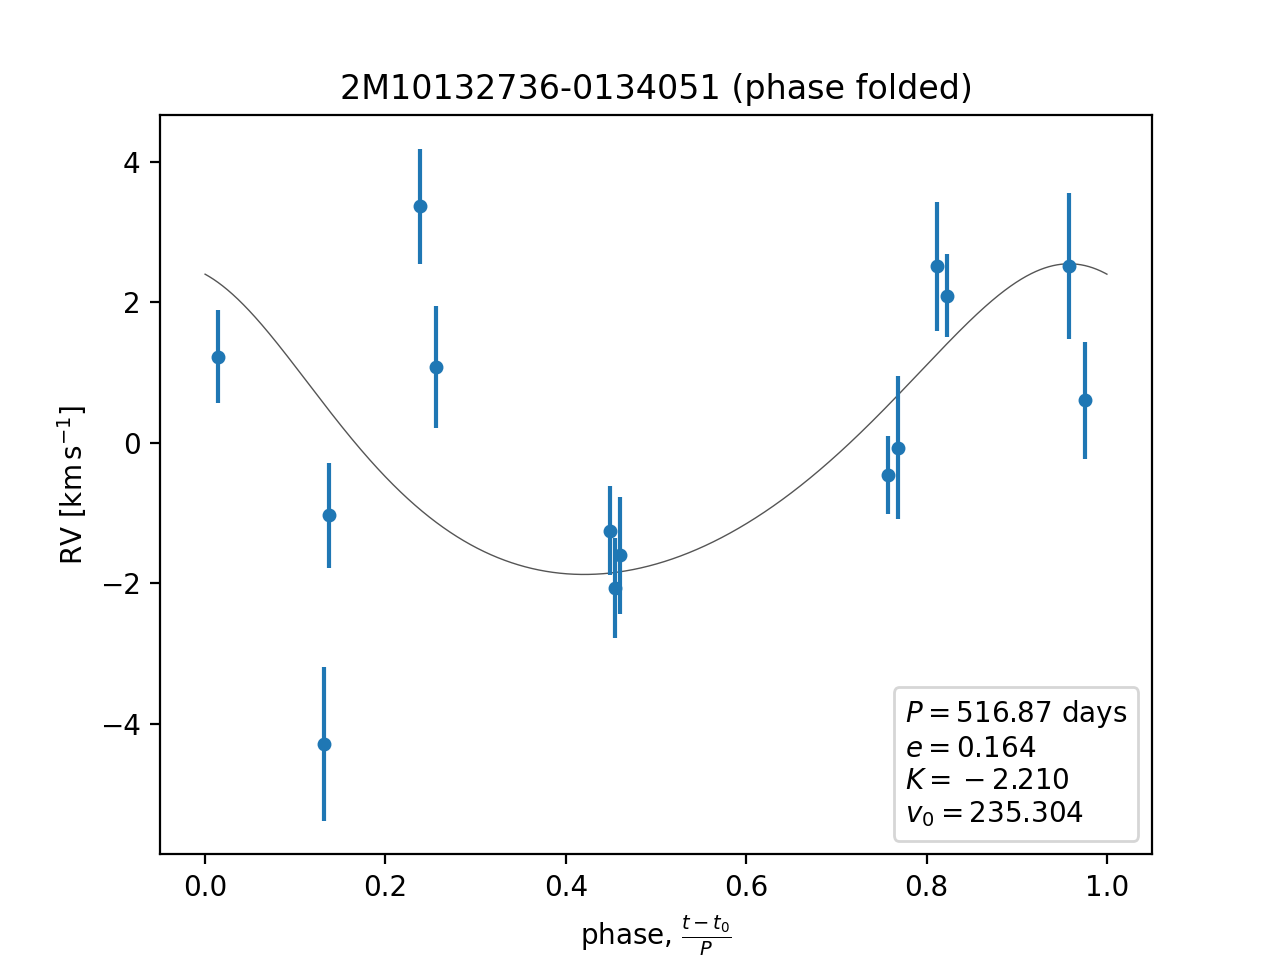 2M10132736-0134051 (phase folded)
RV [km s⁻¹]
4
2
0
−2
−4
P = 516.87 days
e = 0.164
K = −2.210
v₀ = 235.304
0.0 0.2 0.4 0.6 0.8 1.0
phase, (t − t₀)/P